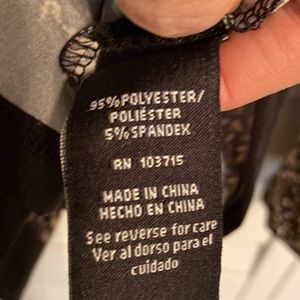 95% POLYESTER/
POLIÉSTER
5% SPANDEX
RN 103715
MADE IN CHINA
HECHO EN CHINA
See reverse for care
Ver al dorso para el
cuidado